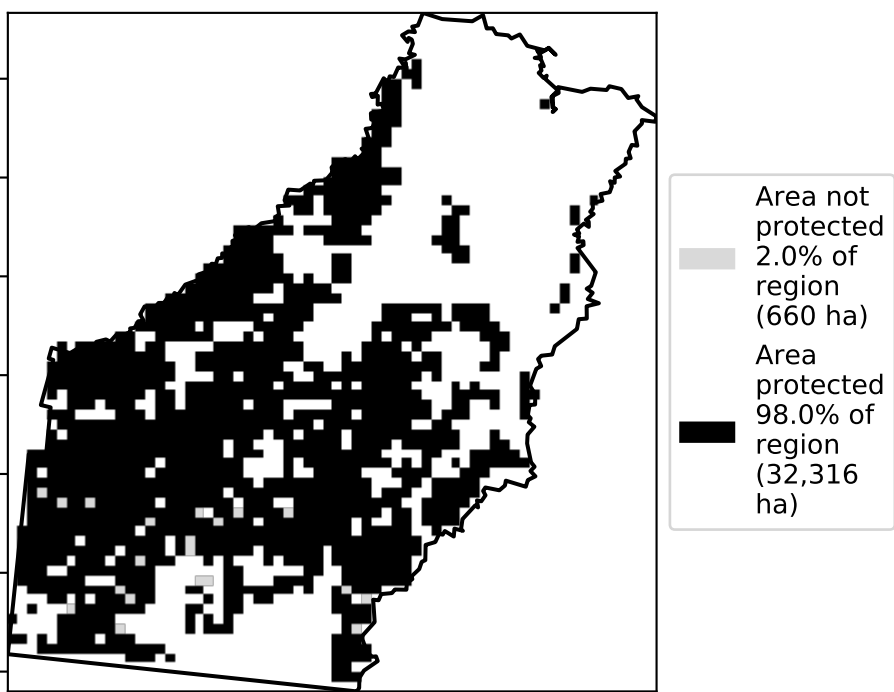 Area not
protected
2.0% of
region
(660 ha)
Area
protected
98.0% of
region
(32,316
ha)